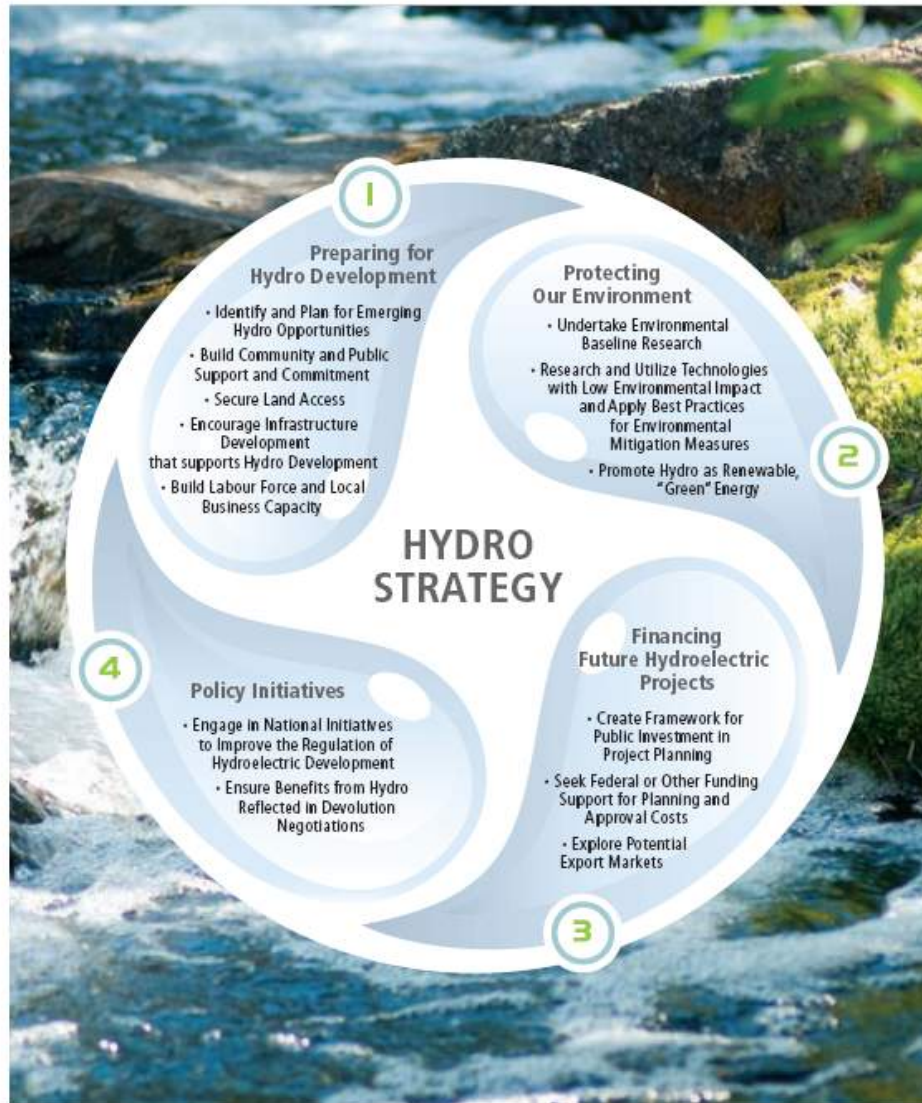 1
Preparing for
Hydro Development
• Identify and Plan for Emerging
Hydro Opportunities
• Build Community and Public
Support and Commitment
• Secure Land Access
• Encourage Infrastructure
Development
that supports Hydro Development
• Build Labour Force and Local
Business Capacity
2
Protecting
Our Environment
• Undertake Environmental
Baseline Research
• Research and Utilize Technologies
with Low Environmental Impact
and Apply Best Practices
for Environmental
Mitigation Measures
• Promote Hydro as Renewable,
"Green" Energy
HYDRO
STRATEGY
3
Financing
Future Hydroelectric
Projects
• Create Framework for
Public Investment in
Project Planning
• Seek Federal or Other Funding
Support for Planning and
Approval Costs
• Explore Potential
Export Markets
4
Policy Initiatives
• Engage in National Initiatives
to Improve the Regulation of
Hydroelectric Development
• Ensure Benefits from Hydro
Reflected in Devolution
Negotiations